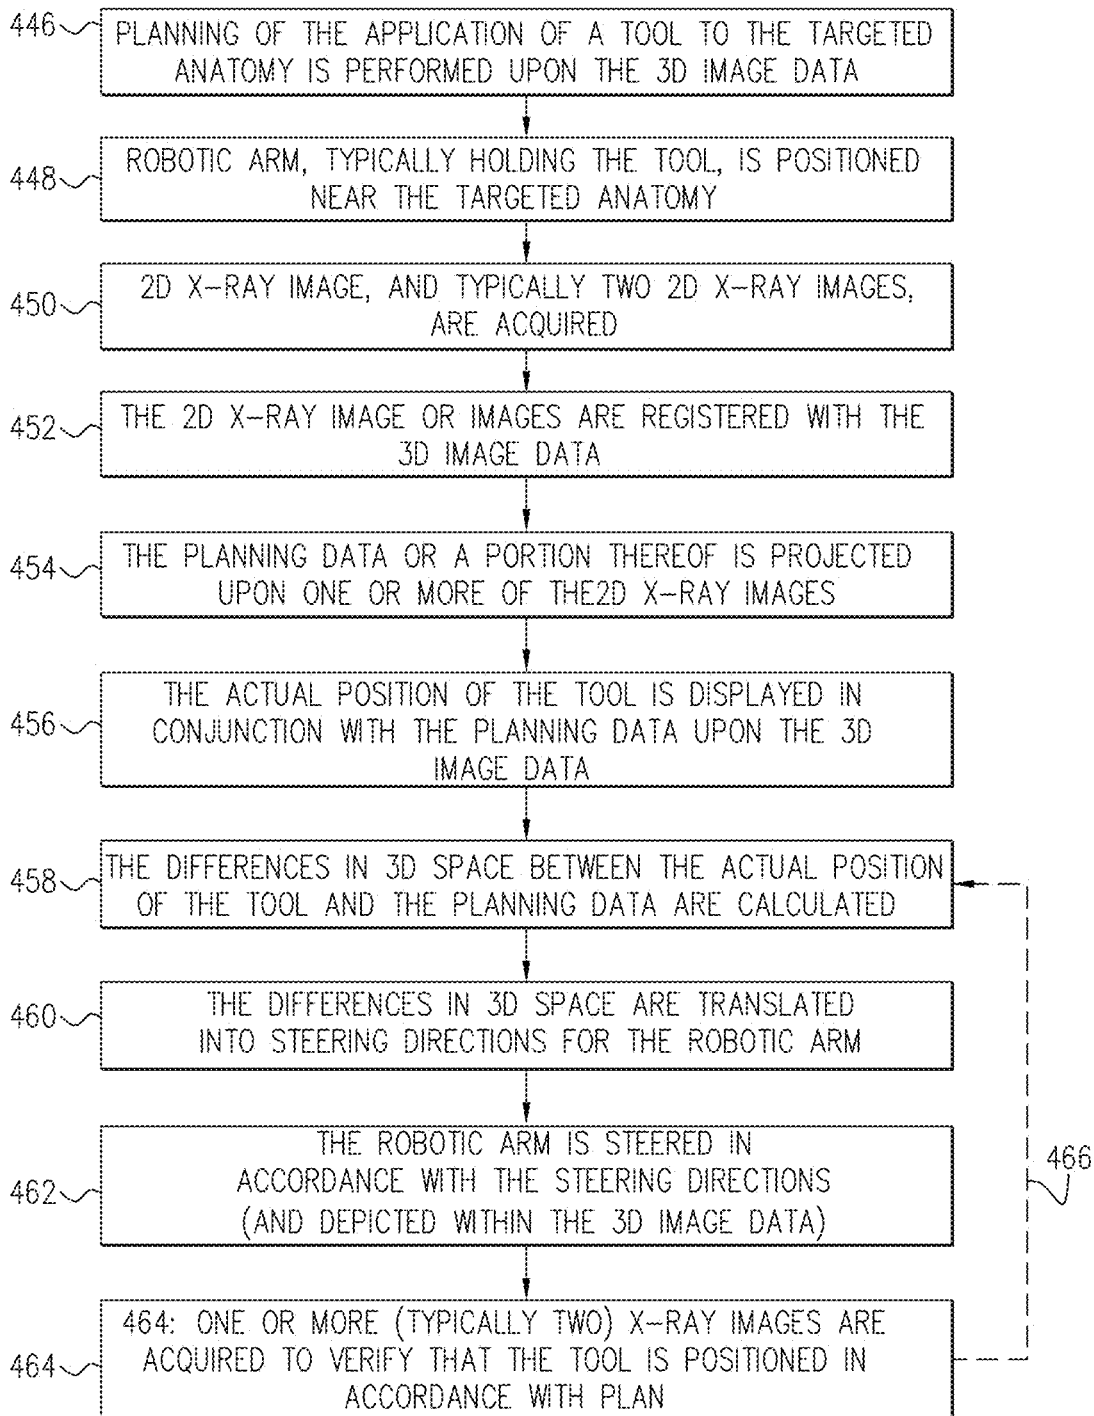 446
PLANNING OF THE APPLICATION OF A TOOL TO THE TARGETED
ANATOMY IS PERFORMED UPON THE 3D IMAGE DATA
448
ROBOTIC ARM, TYPICALLY HOLDING THE TOOL, IS POSITIONED
NEAR THE TARGETED ANATOMY
450
2D X-RAY IMAGE, AND TYPICALLY TWO 2D X-RAY IMAGES,
ARE ACQUIRED
452
THE 2D X-RAY IMAGE OR IMAGES ARE REGISTERED WITH THE
3D IMAGE DATA
454
THE PLANNING DATA OR A PORTION THEREOF IS PROJECTED
UPON ONE OR MORE OF THE2D X-RAY IMAGES
456
THE ACTUAL POSITION OF THE TOOL IS DISPLAYED IN
CONJUNCTION WITH THE PLANNING DATA UPON THE 3D
IMAGE DATA
458
THE DIFFERENCES IN 3D SPACE BETWEEN THE ACTUAL POSITION
OF THE TOOL AND THE PLANNING DATA ARE CALCULATED
460
THE DIFFERENCES IN 3D SPACE ARE TRANSLATED
INTO STEERING DIRECTIONS FOR THE ROBOTIC ARM
462
THE ROBOTIC ARM IS STEERED IN
ACCORDANCE WITH THE STEERING DIRECTIONS
(AND DEPICTED WITHIN THE 3D IMAGE DATA)
466
464
464: ONE OR MORE (TYPICALLY TWO) X-RAY IMAGES ARE
ACQUIRED TO VERIFY THAT THE TOOL IS POSITIONED IN
ACCORDANCE WITH PLAN